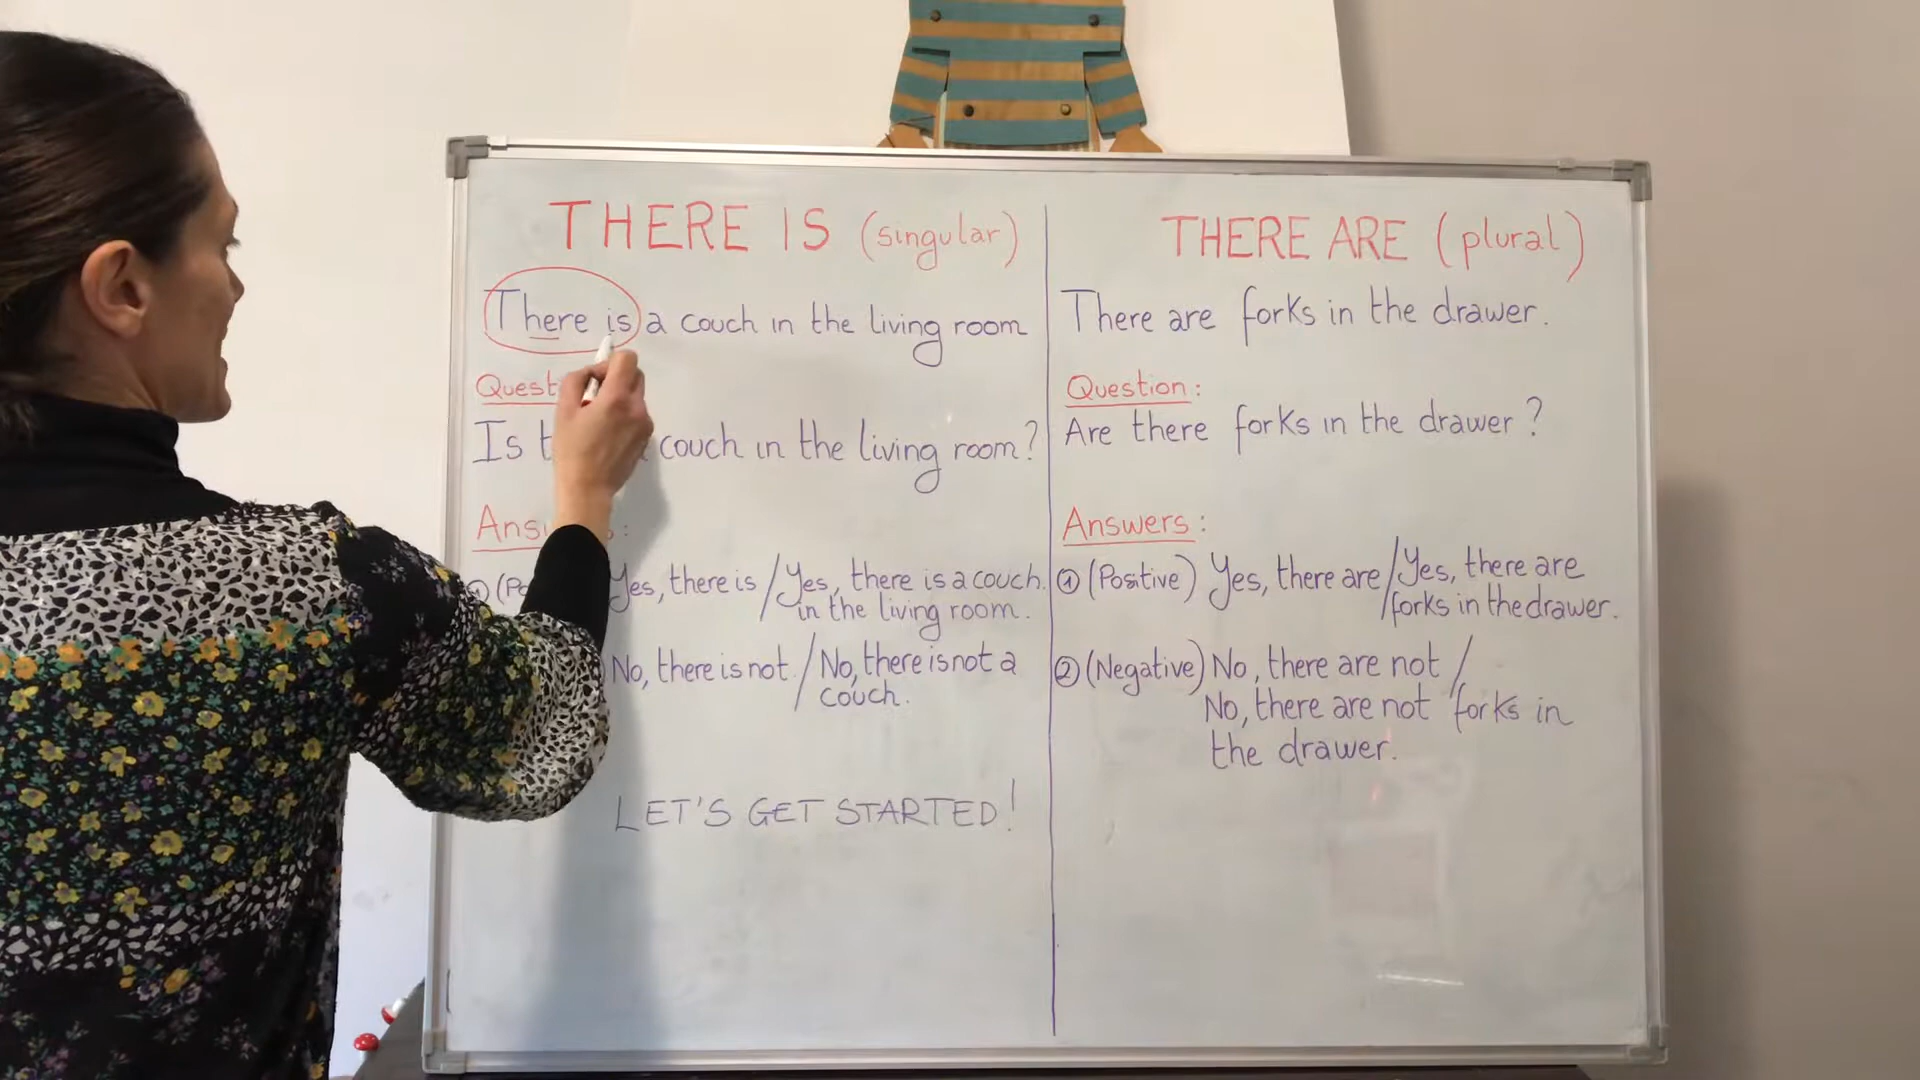 THERE IS (singular)
There is a couch in the living room
Is couch in the living room?
Yes, there is / Yes, there is a couch
in the living room.
No, there is not. / No, there is not a
couch.
LET'S GET STARTED!
THERE ARE (plural)
There are forks in the drawer.
Question:
Are there forks in the drawer?
Answers:
① (Positive) Yes, there are / Yes, there are
forks in the drawer.
② (Negative) No, there are not /
No, there are not forks in
the drawer.